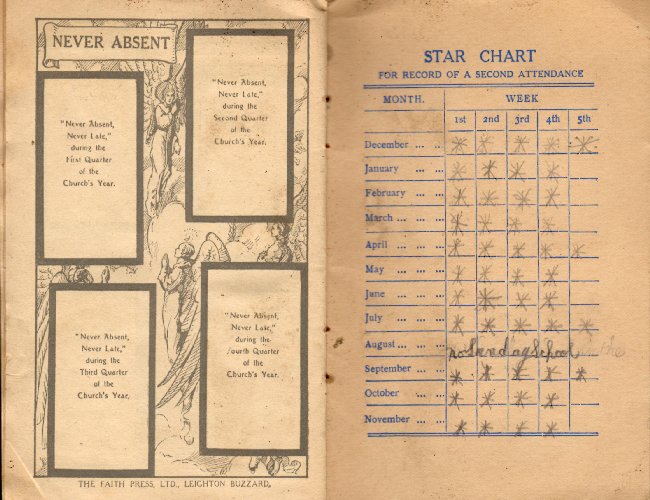 NEVER ABSENT
"Never Absent,
Never Late,"
during the
First Quarter
of the
Church's Year.
"Never Absent,
Never Late,"
during the
Second Quarter
of the
Church's Year.
"Never Absent,
Never Late,"
during the
Third Quarter
of the
Church's Year.
"Never Absent,
Never Late,"
during the
Fourth Quarter
of the
Church's Year.
THE FAITH PRESS, LTD., LEIGHTON BUZZARD.
STAR CHART
FOR RECORD OF A SECOND ATTENDANCE
MONTH. WEEK
1st 2nd 3rd 4th 5th
December ... ..
January ... ...
February ... ...
March ... ... ...
April ... ... ...
May ... ... ...
June ... ... ...
July ... ... ...
August ... ... no Sunday School
September ... ...
October ... ...
November ... ...